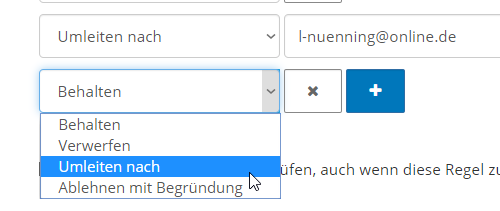 Umleiten nach l-nuenning@online.de
Behalten
Behalten
Verwerfen
Umleiten nach
üfen, auch wenn diese Regel zu
Ablehnen mit Begründung